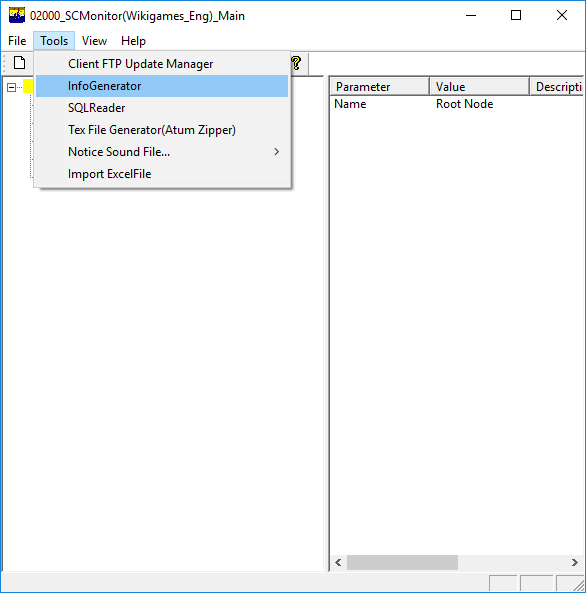 02000_SCMonitor(Wikigames_Eng)_Main
File Tools View Help
Client FTP Update Manager
InfoGenerator
SQLReader
Tex File Generator(Atum Zipper)
Notice Sound File...
Import ExcelFile
Parameter Value Descripti
Name Root Node